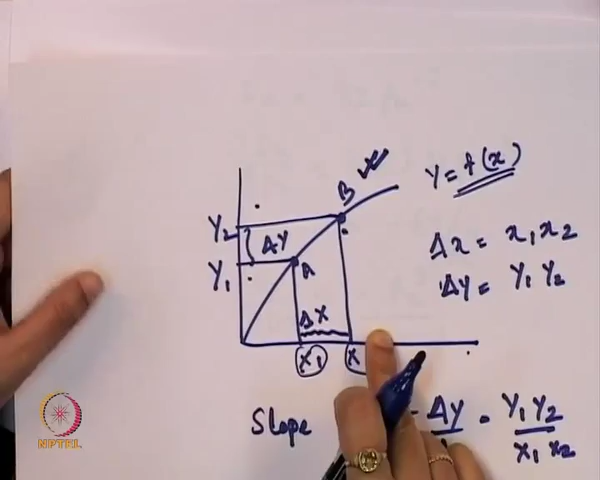 Y = f(x)
B
Y2
ΔY
Y1
A
Δx = x1 x2
ΔY = Y1 Y2
ΔX
X1
X
Slope
ΔY = Y1 Y2
x1 x2
NPTEL